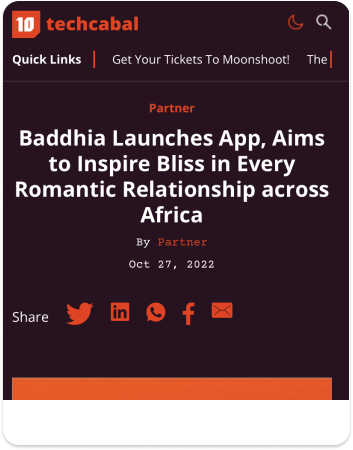 10 techcabal
Quick Links Get Your Tickets To Moonshoot! The
Partner
Baddhia Launches App, Aims
to Inspire Bliss in Every
Romantic Relationship across
Africa
By Partner
Oct 27, 2022
Share